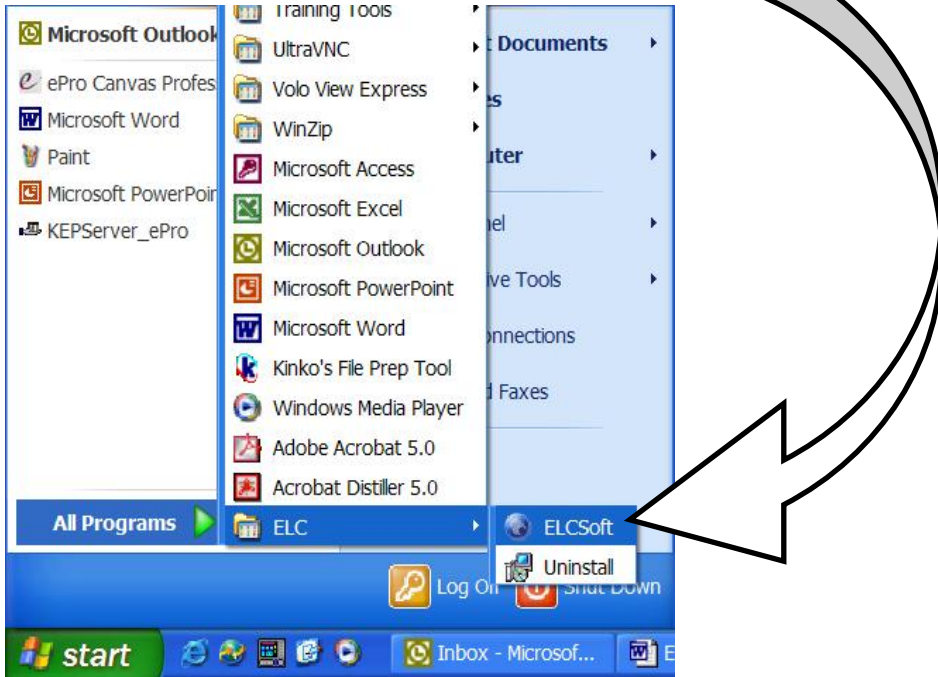 Microsoft Outlook
ePro Canvas Profes
Microsoft Word
Paint
Microsoft PowerPoin
KEPServer_ePro
All Programs
Training Tools
UltraVNC
Volo View Express
WinZip
Microsoft Access
Microsoft Excel
Microsoft Outlook
Microsoft PowerPoint
Microsoft Word
Kinko's File Prep Tool
Windows Media Player
Adobe Acrobat 5.0
Acrobat Distiller 5.0
ELC
ELCSoft
Uninstall
t Documents
es
uter
nel
ive Tools
onnections
d Faxes
Log Off Shut Down
start
Inbox - Microsof...
E